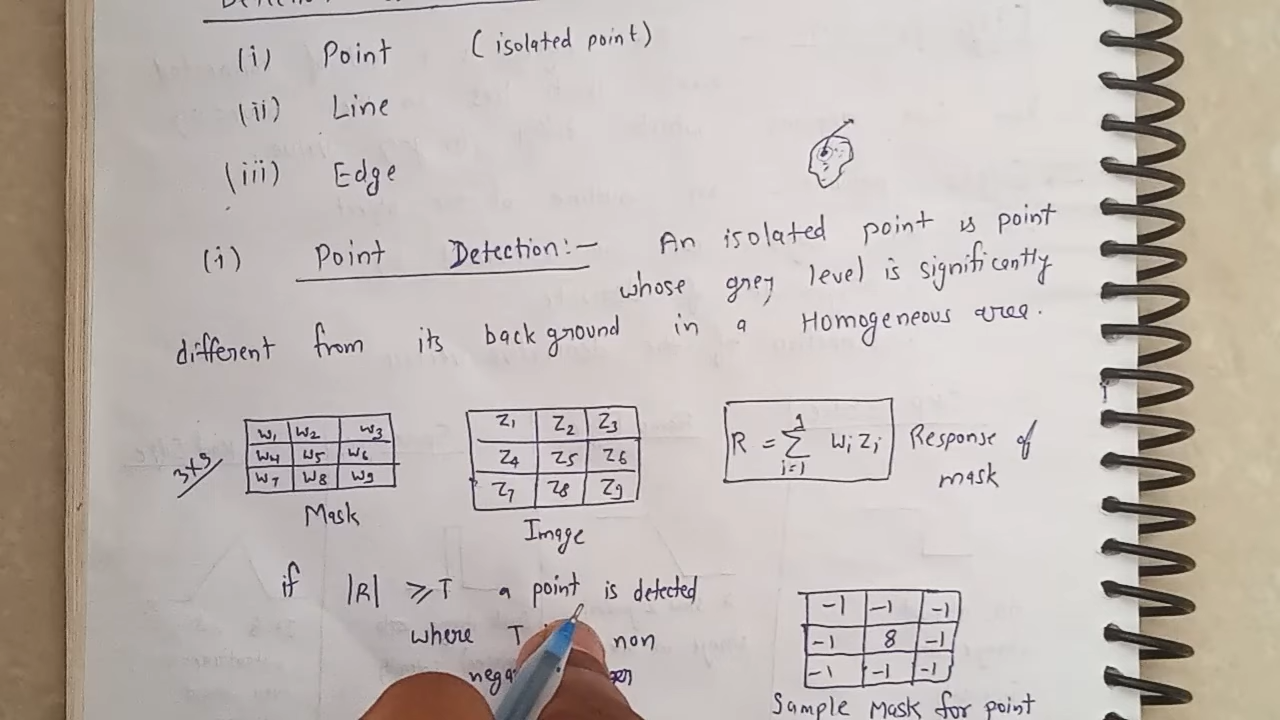 (i) Point (isolated point)
(ii) Line
(iii) Edge
(i) Point Detection:- An isolated point is point
whose grey level is significantly
different from its background in a Homogeneous area.
3*3
W1 W2 W3
W4 W5 W6
W7 W8 W9
Mask
Z1 Z2 Z3
Z4 Z5 Z6
Z7 Z8 Z9
Image
R = Σ i=1 9 Wi Zi Response of
mask
if |R| ⩾ T a point is detected
where T non
-1 -1 -1
-1 8 -1
-1 -1 -1
Sample Mask for point